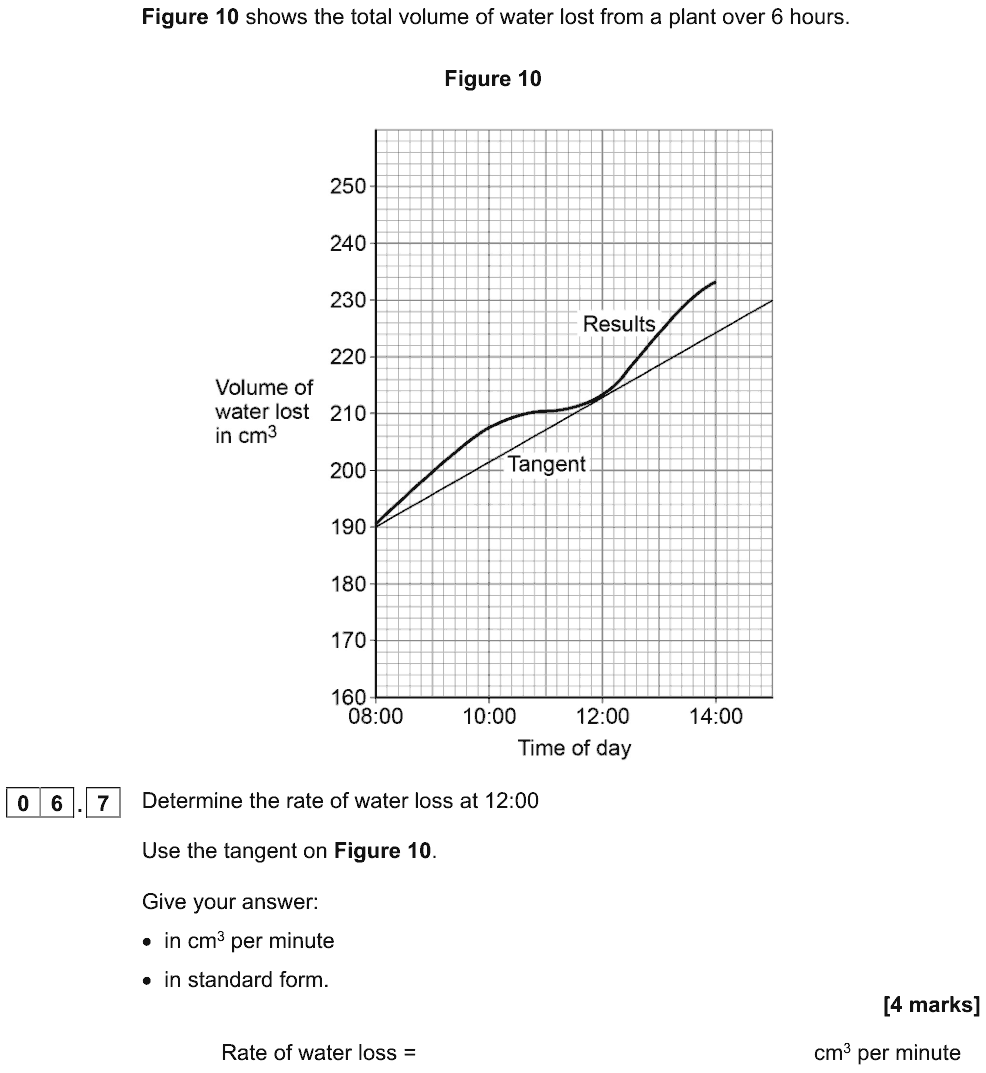 Figure 10 shows the total volume of water lost from a plant over 6 hours.
Figure 10
250
240
230
Results
220
Volume of
water lost
in cm³
210
200
Tangent
190
180
170
160
08:00 10:00 12:00 14:00
Time of day
0 6 . 7 Determine the rate of water loss at 12:00
Use the tangent on Figure 10.
Give your answer:
• in cm³ per minute
• in standard form.
[4 marks]
Rate of water loss = cm³ per minute